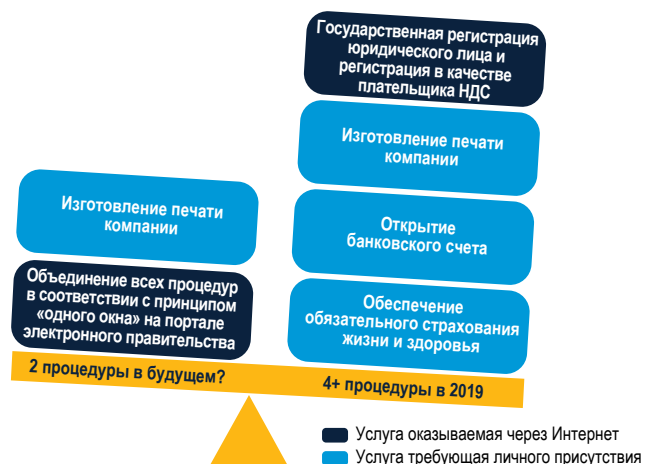 Государственная регистрация
юридического лица и
регистрация в качестве
плательщика НДС
Изготовление печати
компании
Изготовление печати
компании
Открытие
банковского счета
Объединение всех процедур
в соответствии с принципом
«одного окна» на портале
электронного правительства
Обеспечение
обязательного страхования
жизни и здоровья
2 процедуры в будущем?
4+ процедуры в 2019
Услуга оказываемая через Интернет
Услуга требующая личного присутствия